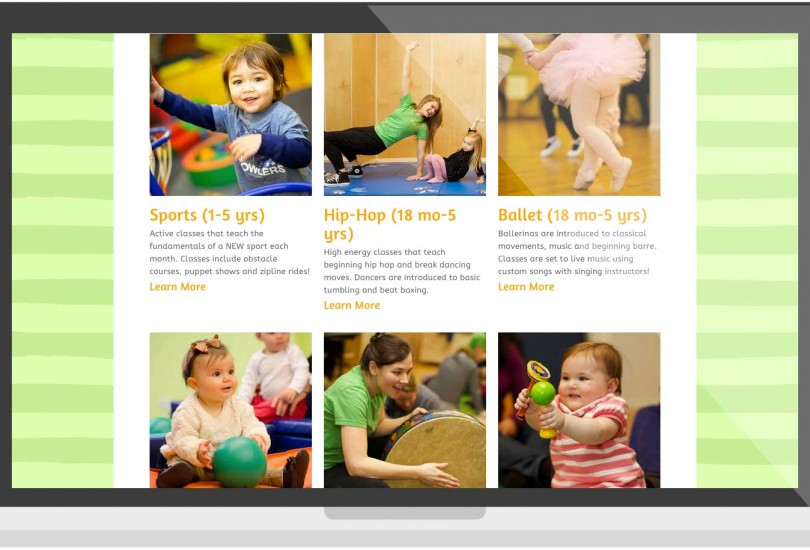 OWLERS
Sports (1-5 yrs)
Active classes that teach the
fundamentals of a NEW sport each
month. Classes include obstacle
courses, puppet shows and zipline rides!
Learn More
Hip-Hop (18 mo-5
yrs)
High energy classes that teach
beginning hip hop and break dancing
moves. Dancers are introduced to basic
tumbling and beat boxing.
Learn More
Ballet (18 mo-5 yrs)
Ballerinas are introduced to classical
movements, music and beginning barre.
Classes are set to live music using
custom songs with singing instructors!
Learn More